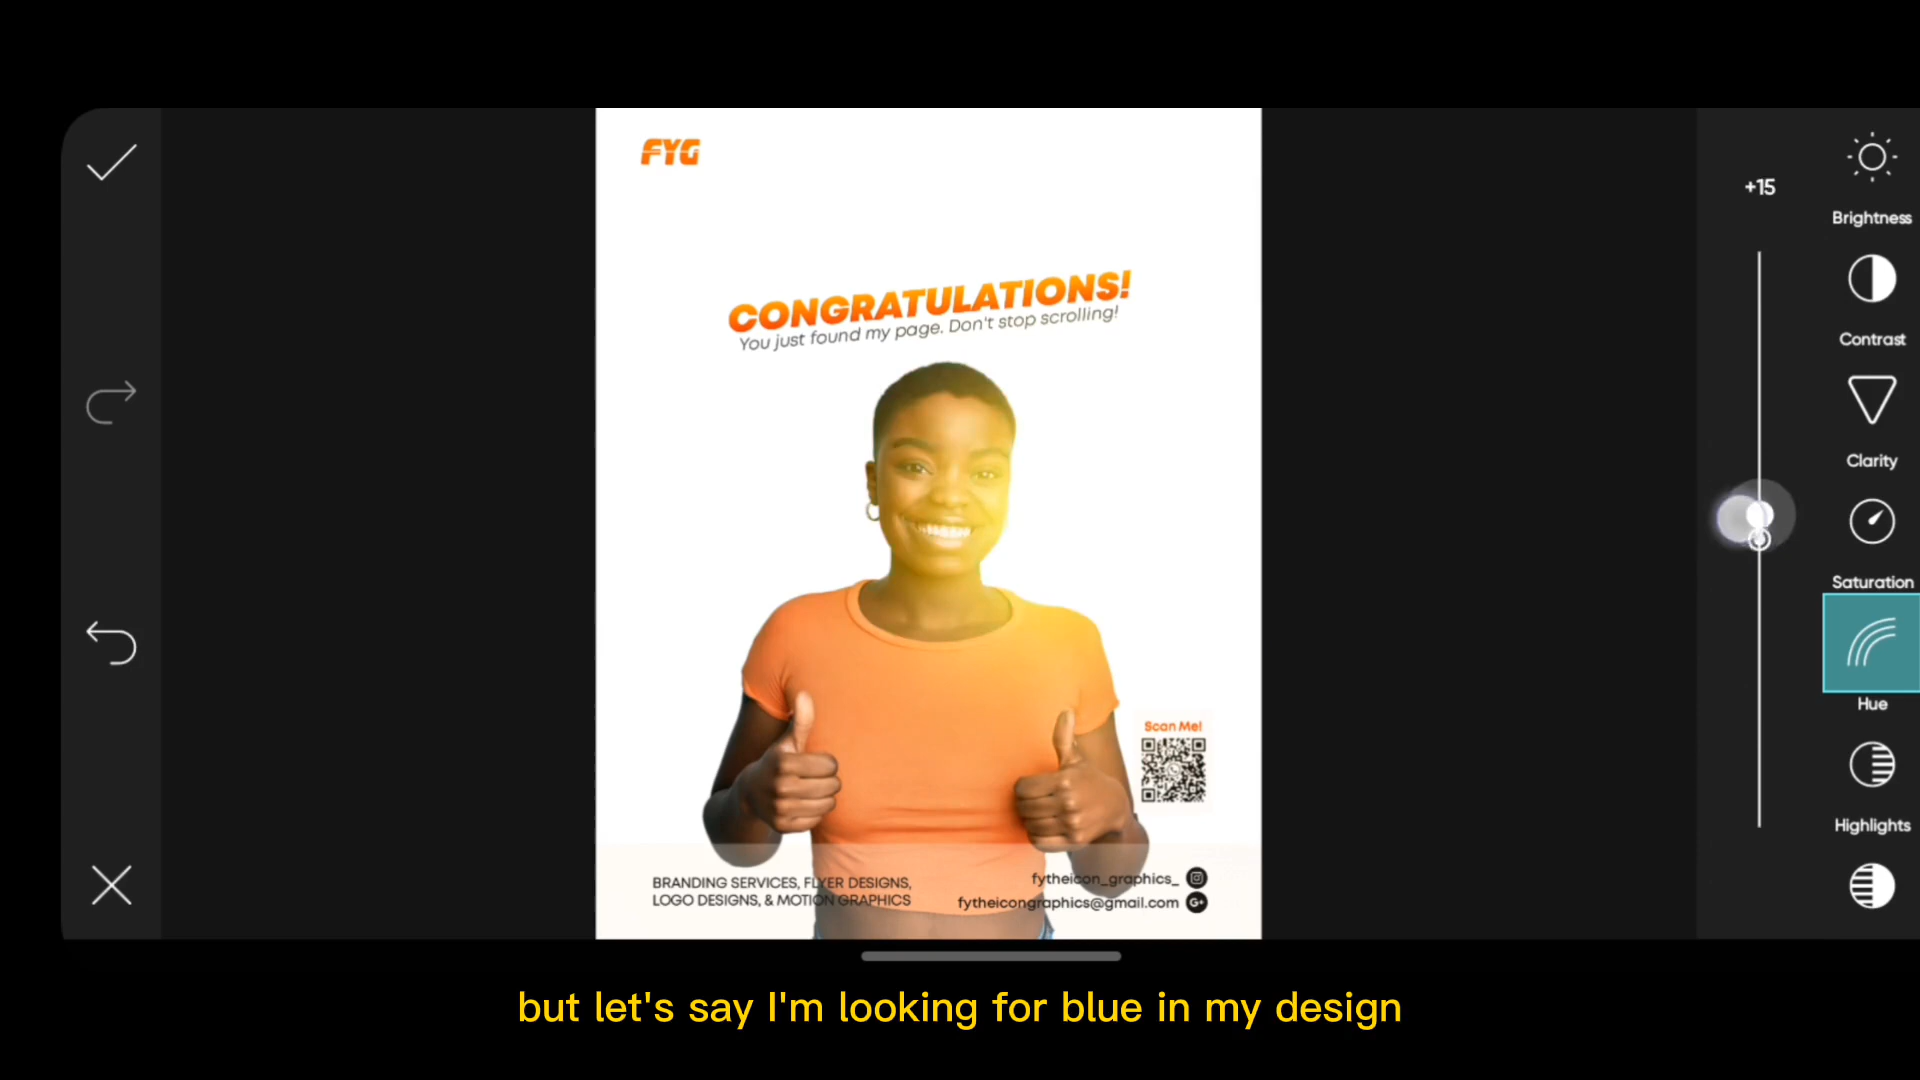 FYG
+15
Brightness
CONGRATULATIONS!
You just found my page. Don't stop scrolling!
Contrast
Clarity
Saturation
Hue
Scan Me!
Highlights
BRANDING SERVICES, FLYER DESIGNS,
LOGO DESIGNS, & MOTION GRAPHICS
fytheicon_graphics_
fytheicongraphics@gmail.com
G+
but let's say I'm looking for blue in my design